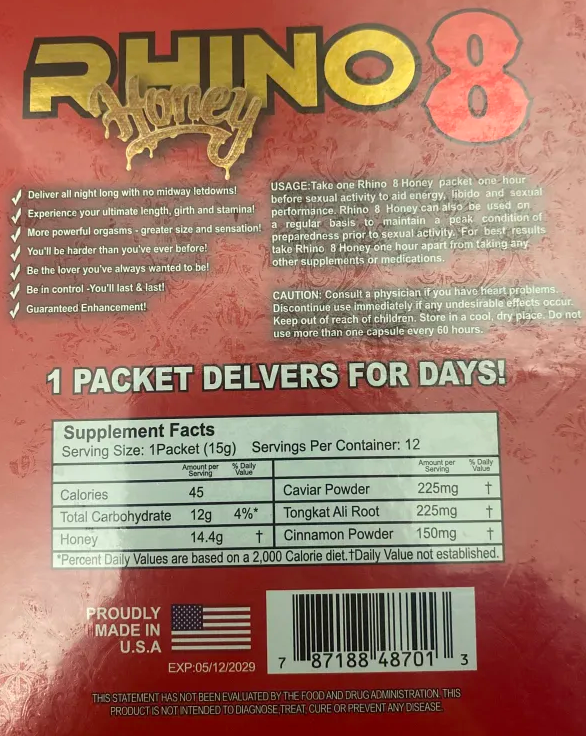 RHINO 8
Honey
✓ Deliver all night long with no midway letdowns!
✓ Experience your ultimate length, girth and stamina!
✓ More powerful orgasms - greater size and sensation!
✓ You'll be harder than you've ever before!
✓ Be the lover you've always wanted to be!
✓ Be in control -You'll last & last!
✓ Guaranteed Enhancement!
USAGE:Take one Rhino 8 Honey packet one hour
before sexual activity to aid energy, libido and sexual
performance. Rhino 8 Honey can also be used on
a regular basis to maintain a peak condition of
preparedness prior to sexual activity. For best results
take Rhino 8 Honey one hour apart from taking any
other supplements or medications.
CAUTION: Consult a physician if you have heart problems.
Discontinue use immediately if any undesirable effects occur.
Keep out of reach of children. Store in a cool, dry place. Do not
use more than one capsule every 60 hours.
1 PACKET DELVERS FOR DAYS!
Supplement Facts
Serving Size: 1Packet (15g) Servings Per Container: 12
Amount per Serving % Daily Value
Calories 45
Total Carbohydrate 12g 4%*
Honey 14.4g †
Amount per Serving % Daily Value
Caviar Powder 225mg †
Tongkat Ali Root 225mg †
Cinnamon Powder 150mg †
*Percent Daily Values are based on a 2,000 Calorie diet.†Daily Value not established.
PROUDLY
MADE IN
U.S.A
EXP:05/12/2029
7 87188 48701 3
THIS STATEMENT HAS NOT BEEN EVALUATED BY THE FOOD AND DRUG ADMINISTRATION. THIS
PRODUCT IS NOT INTENDED TO DIAGNOSE,TREAT, CURE OR PREVENT ANY DISEASE.